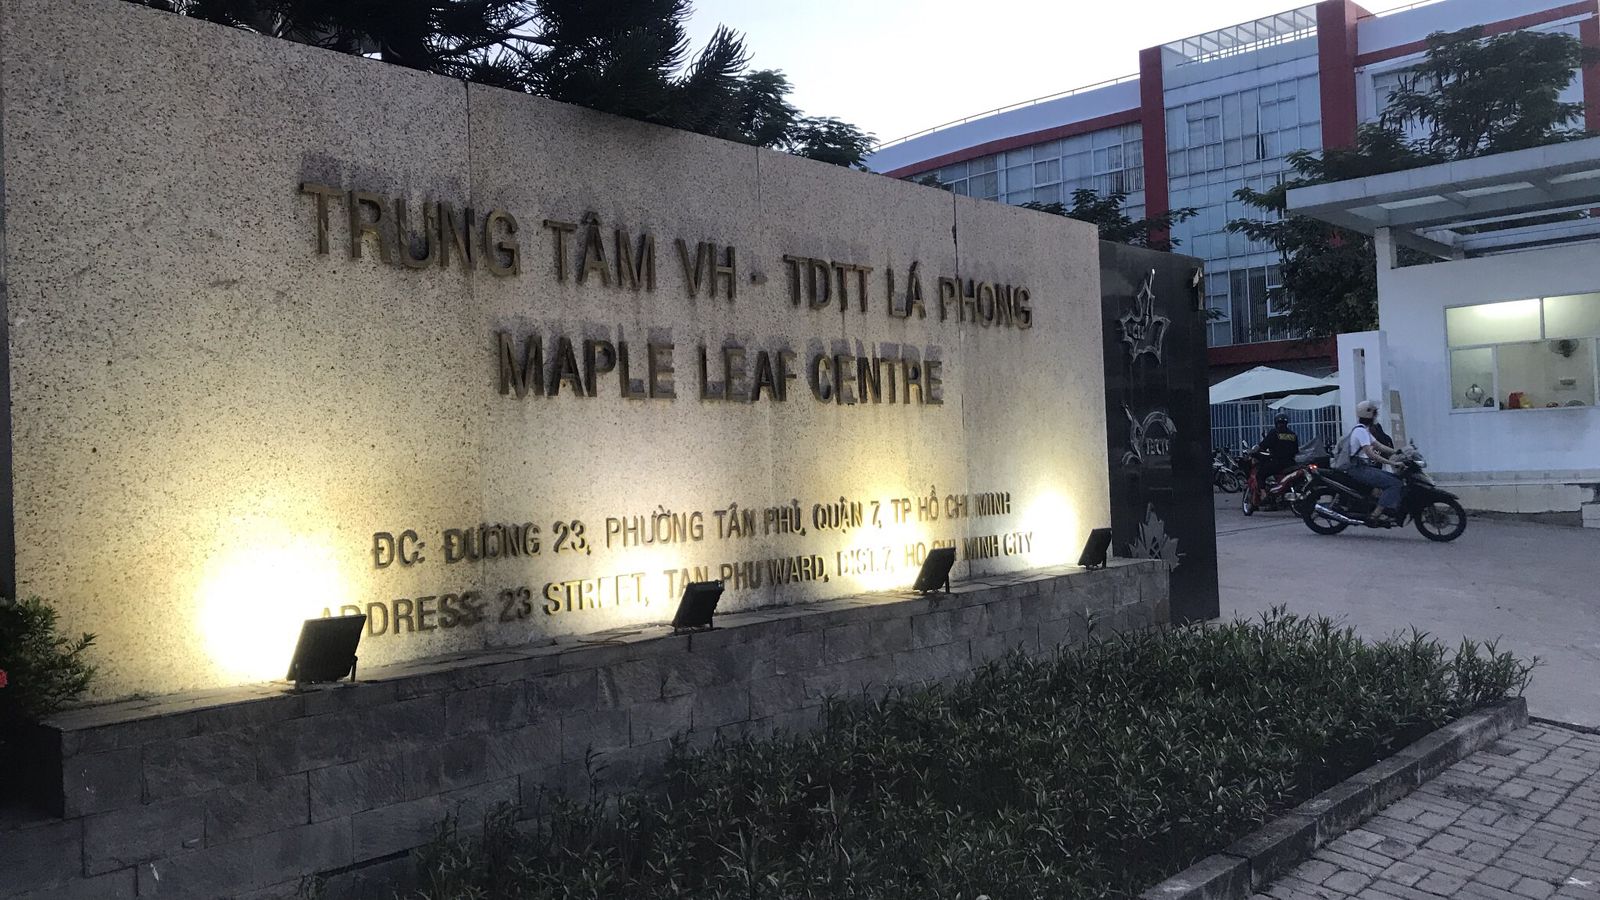 TRUNG TÂM VH - TDTT LÁ PHONG
MAPLE LEAF CENTRE
ĐC: ĐƯỜNG 23, PHƯỜNG TÂN PHÚ, QUẬN 7, TP HỒ CHÍ MINH
ADDRESS: 23 STREET, TAN PHU WARD, DIST.7, HO CHI MINH CITY